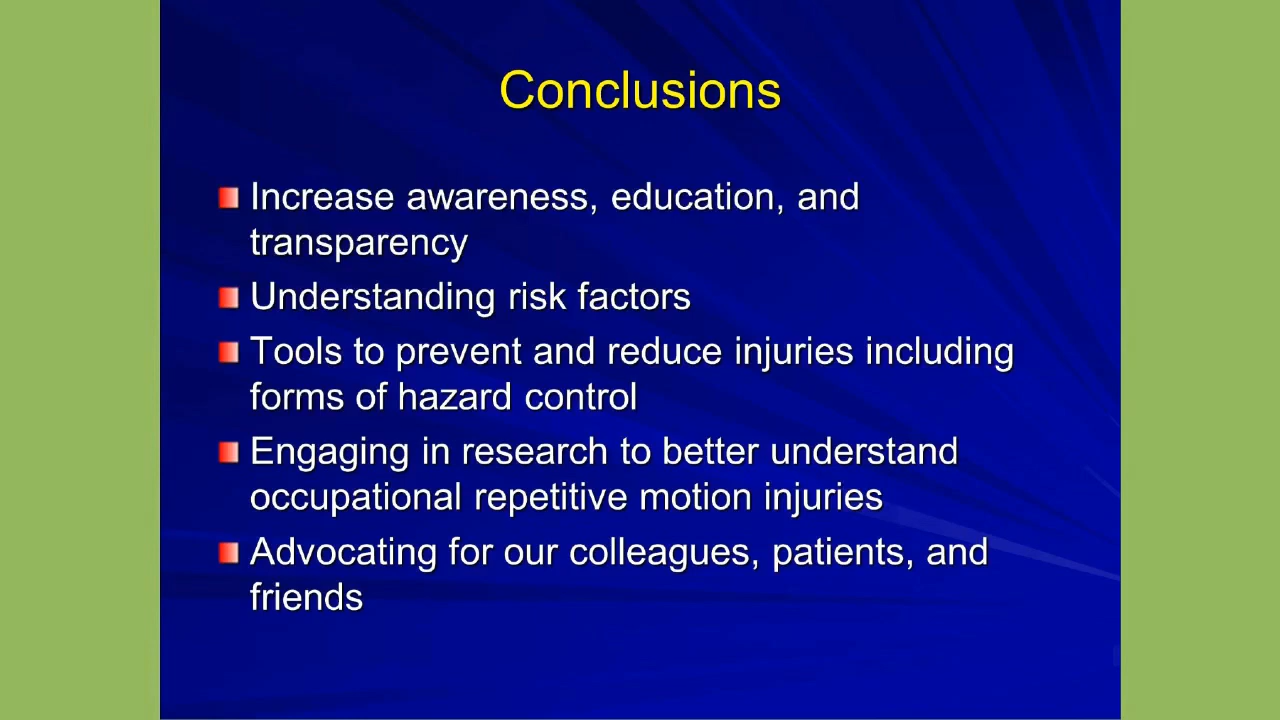 Conclusions
Increase awareness, education, and
transparency
Understanding risk factors
Tools to prevent and reduce injuries including
forms of hazard control
Engaging in research to better understand
occupational repetitive motion injuries
Advocating for our colleagues, patients, and
friends